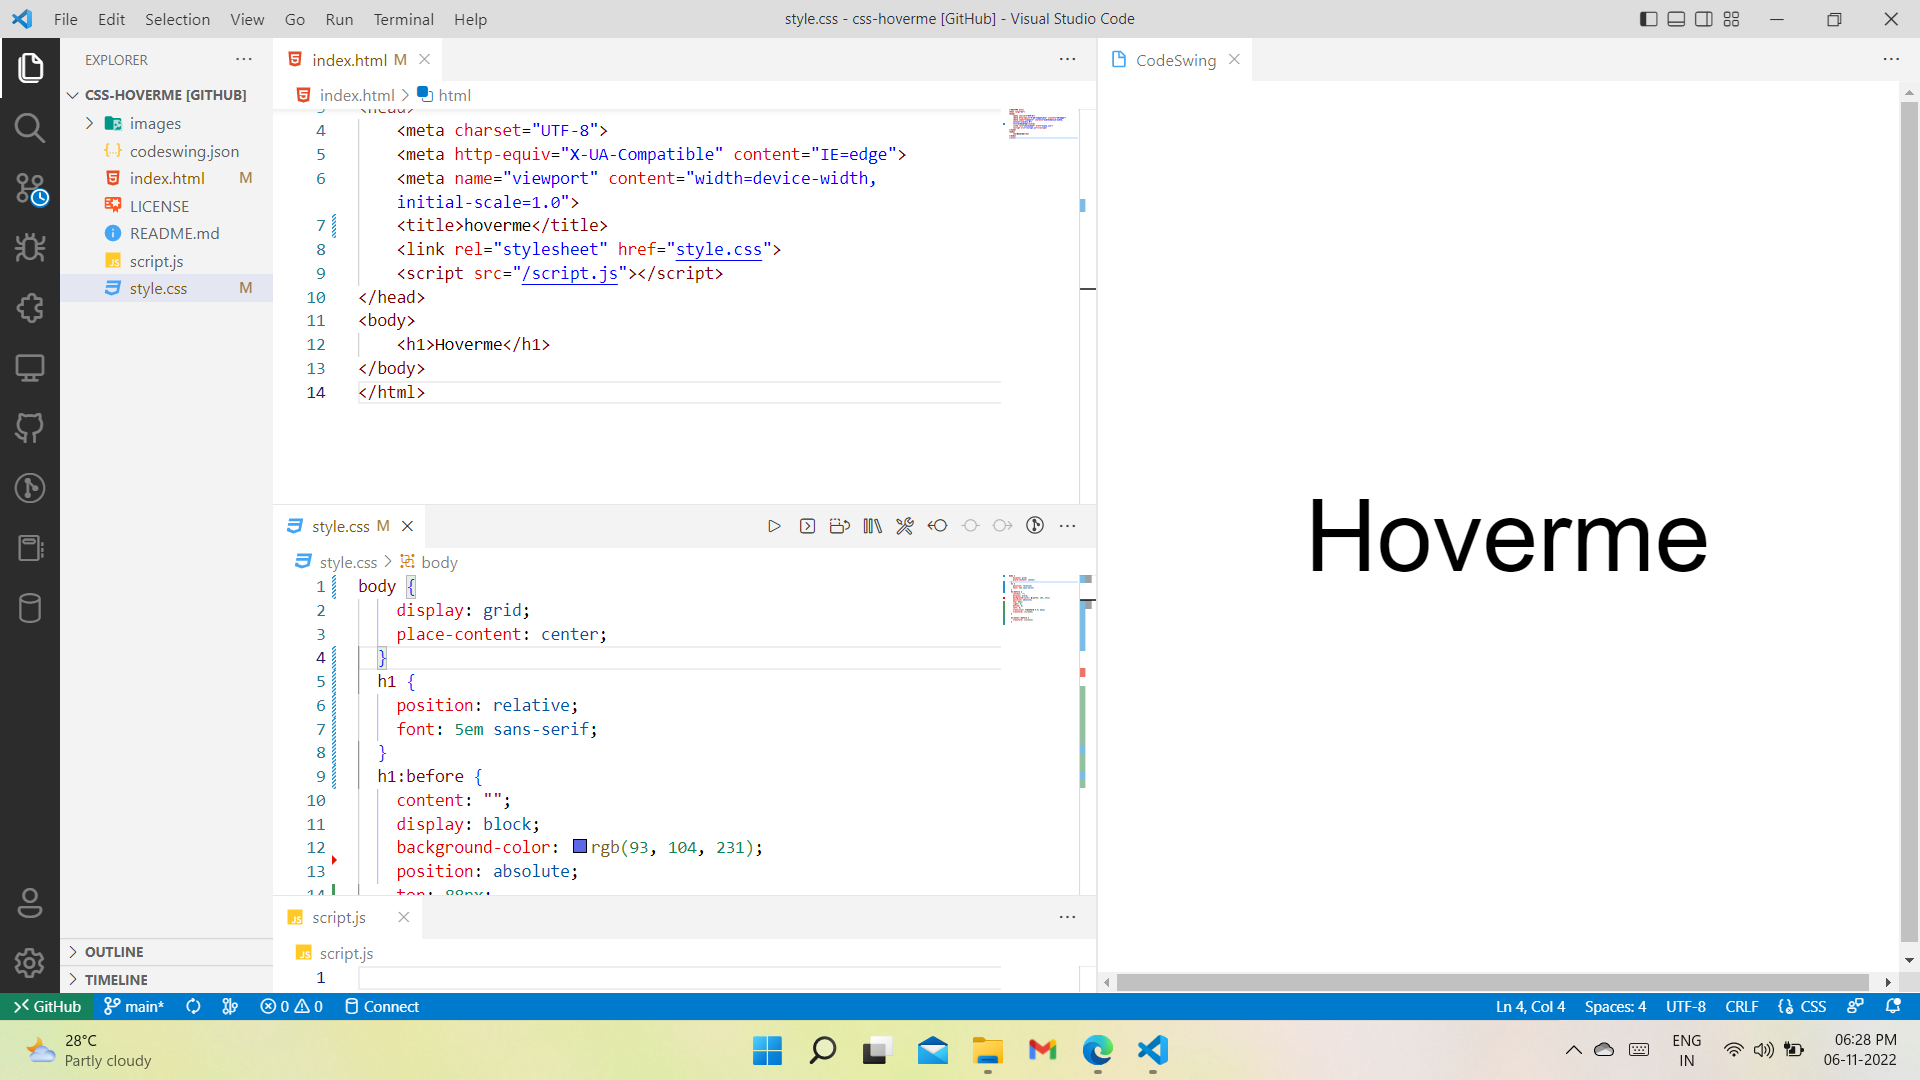 File Edit Selection View Go Run Terminal Help
style.css - css-hoverme [GitHub] - Visual Studio Code
EXPLORER
CSS-HOVERME [GITHUB]
images
codeswing.json
index.html M
LICENSE
README.md
script.js
style.css M
OUTLINE
TIMELINE
index.html M
index.html > html
3 <head>
4 <meta charset="UTF-8">
5 <meta http-equiv="X-UA-Compatible" content="IE=edge">
6 <meta name="viewport" content="width=device-width,
initial-scale=1.0">
7 <title>hoverme</title>
8 <link rel="stylesheet" href="style.css">
9 <script src="/script.js"></script>
10 </head>
11 <body>
12 <h1>Hoverme</h1>
13 </body>
14 </html>
style.css M
style.css > body
1 body {
2 display: grid;
3 place-content: center;
4 }
5 h1 {
6 position: relative;
7 font: 5em sans-serif;
8 }
9 h1:before {
10 content: "";
11 display: block;
12 background-color: rgb(93, 104, 231);
13 position: absolute;
14 top: 88px;
JS script.js
JS script.js
1
CodeSwing
Hoverme
GitHub main* 0 0 Connect
Ln 4, Col 4 Spaces: 4 UTF-8 CRLF CSS
28°C
Partly cloudy
ENG
IN
06:28 PM
06-11-2022